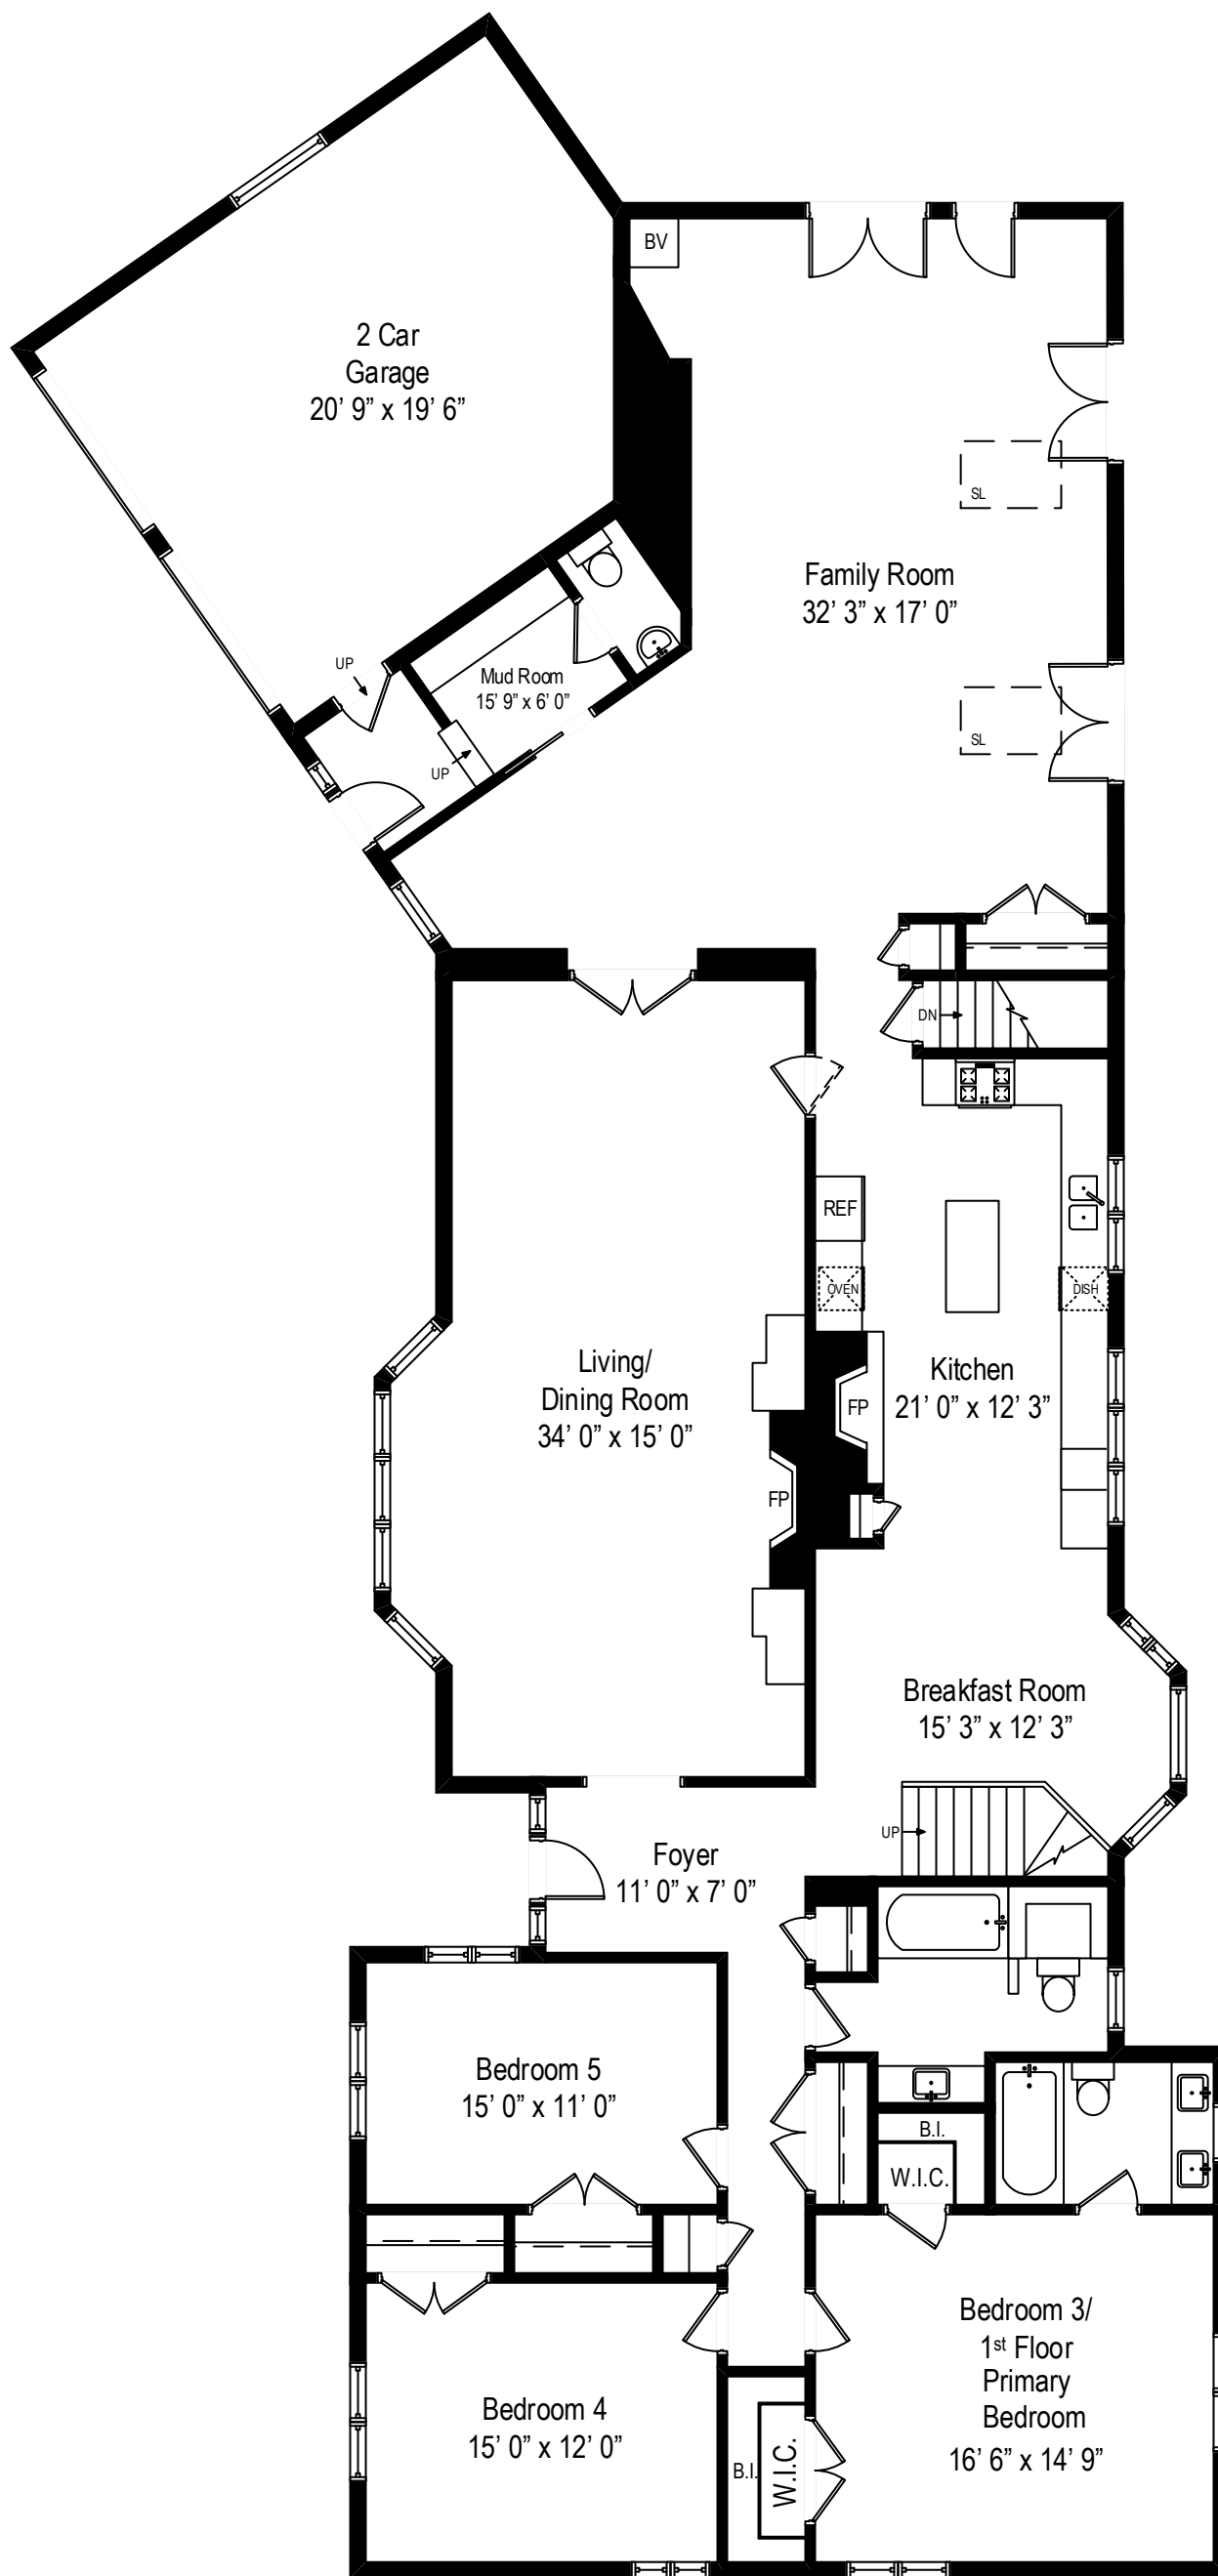 BV
2 Car
Garage
20' 9” x 19' 6”
SL
Family Room
32' 3” x 17' 0”
UP
Mud Room
15' 9” x 6' 0”
UP
SL
DN
REF
OVEN
DISH
Living/
Dining Room
34' 0” x 15' 0”
Kitchen
21' 0” x 12' 3”
FP
FP
Breakfast Room
15' 3” x 12' 3”
UP
Foyer
11' 0” x 7' 0”
Bedroom 5
15' 0” x 11' 0”
B.I.
W.I.C.
Bedroom 3/
1st Floor
Primary
Bedroom
16' 6” x 14' 9”
Bedroom 4
15' 0” x 12' 0”
B.I.
W.I.C.